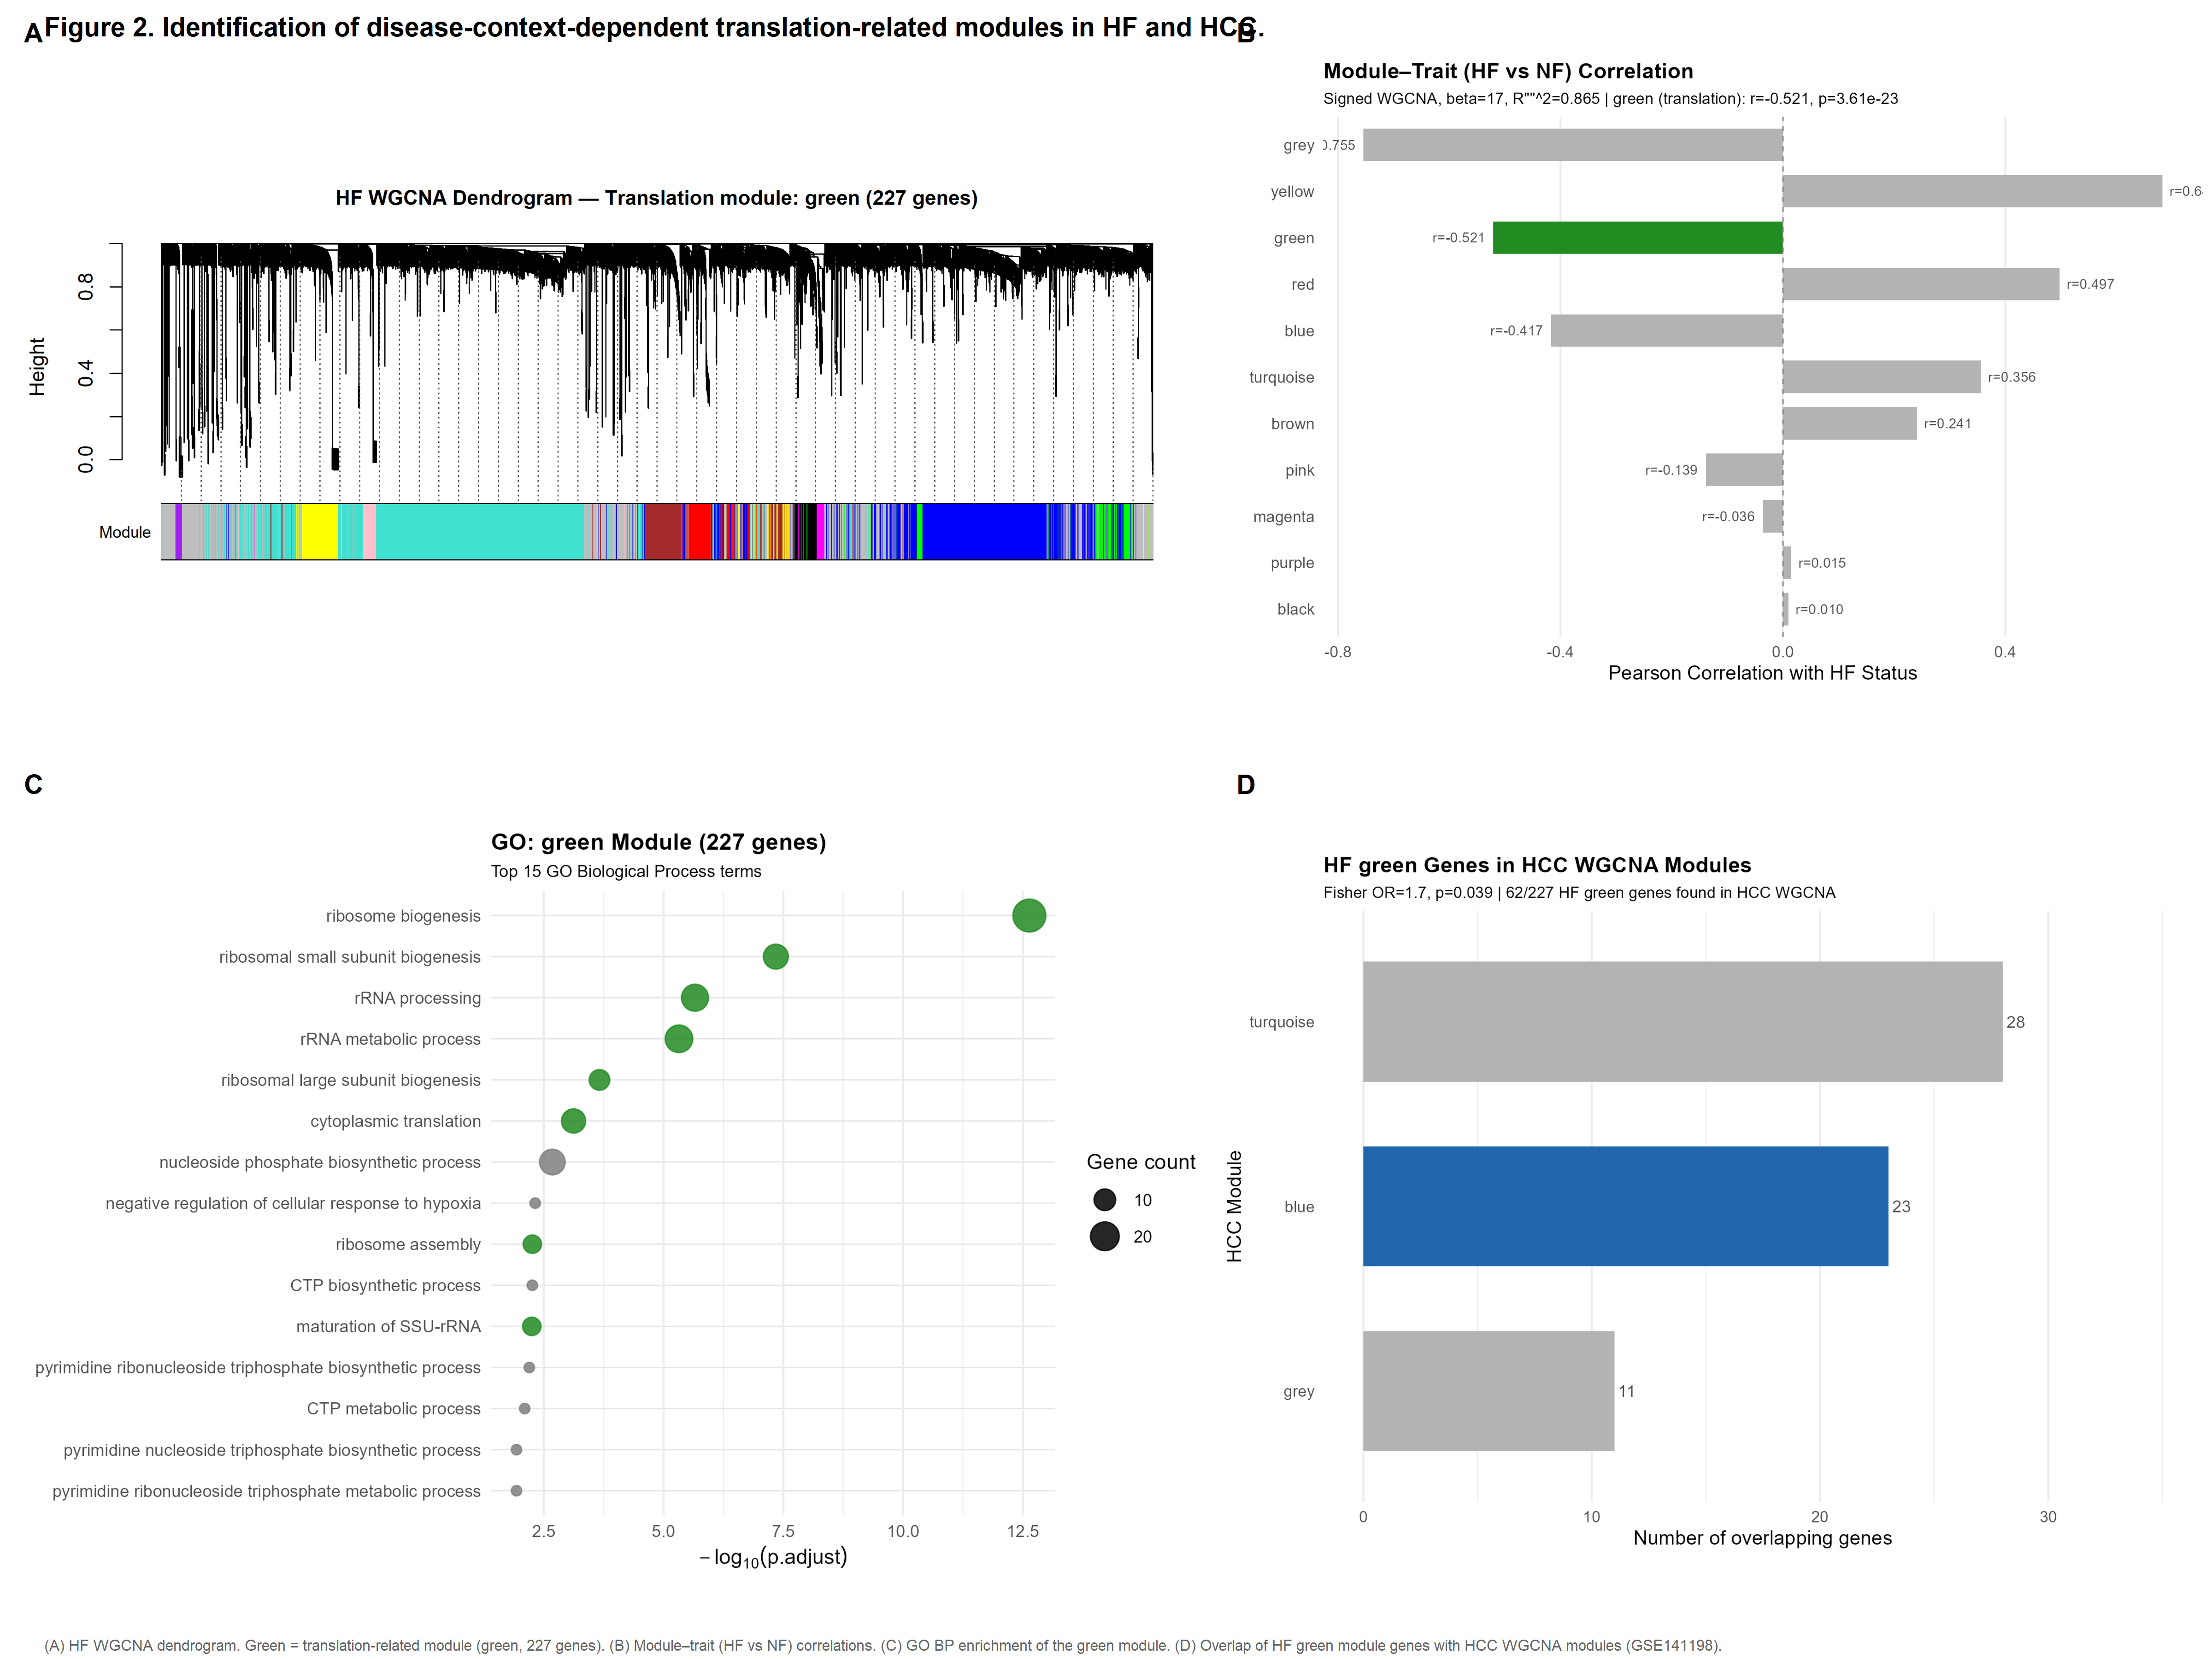 A
Figure 2. Identification of disease-context-dependent translation-related modules in HF and HCC.
B
HF WGCNA Dendrogram — Translation module: green (227 genes)
Height
0.8
0.4
0.0
Module
Module–Trait (HF vs NF) Correlation
Signed WGCNA, beta=17, R""^2=0.865 | green (translation): r=-0.521, p=3.61e-23
grey 0.755
yellow r=0.6
green r=-0.521
red r=0.497
blue r=-0.417
turquoise r=0.356
brown r=0.241
pink r=-0.139
magenta r=-0.036
purple r=0.015
black r=0.010
-0.8 -0.4 0.0 0.4
Pearson Correlation with HF Status
C
GO: green Module (227 genes)
Top 15 GO Biological Process terms
ribosome biogenesis
ribosomal small subunit biogenesis
rRNA processing
rRNA metabolic process
ribosomal large subunit biogenesis
cytoplasmic translation
nucleoside phosphate biosynthetic process
negative regulation of cellular response to hypoxia
ribosome assembly
CTP biosynthetic process
maturation of SSU-rRNA
pyrimidine ribonucleoside triphosphate biosynthetic process
CTP metabolic process
pyrimidine nucleoside triphosphate biosynthetic process
pyrimidine ribonucleoside triphosphate metabolic process
2.5 5.0 7.5 10.0 12.5
− log10(p.adjust)
Gene count
10
20
D
HF green Genes in HCC WGCNA Modules
Fisher OR=1.7, p=0.039 | 62/227 HF green genes found in HCC WGCNA
HCC Module
turquoise 28
blue 23
grey 11
0 10 20 30
Number of overlapping genes
(A) HF WGCNA dendrogram. Green = translation-related module (green, 227 genes). (B) Module–trait (HF vs NF) correlations. (C) GO BP enrichment of the green module. (D) Overlap of HF green module genes with HCC WGCNA modules (GSE141198).